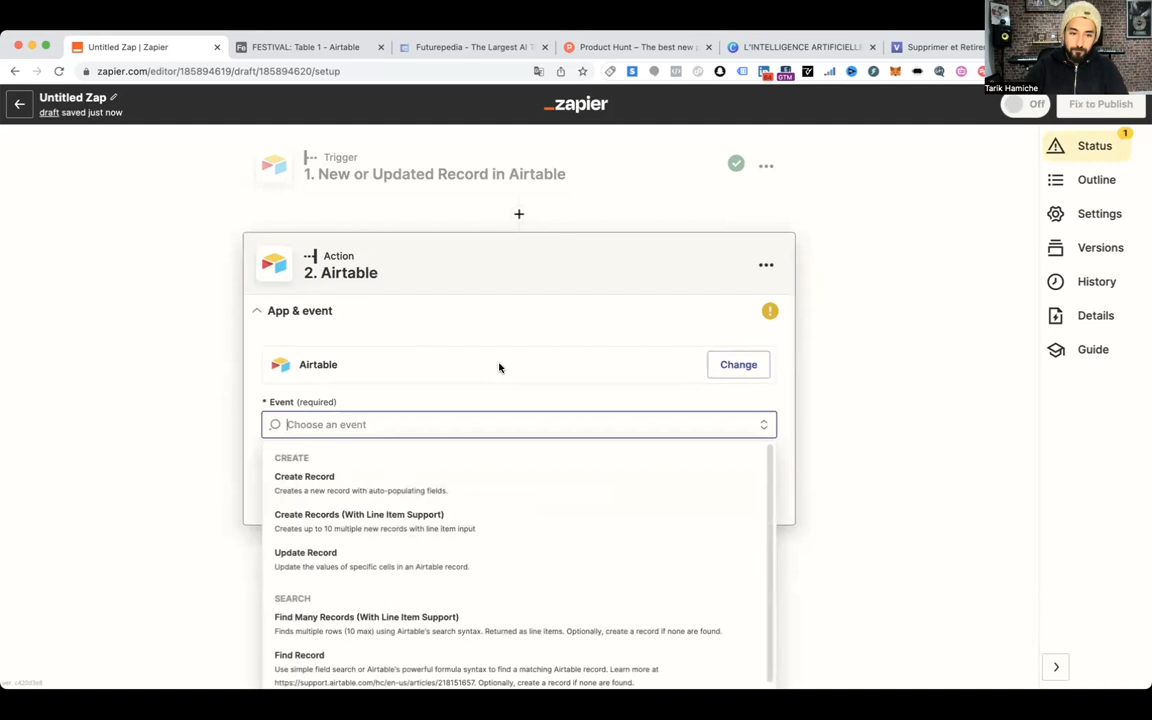 Untitled Zap | Zapier
FESTIVAL: Table 1 - Airtable
Futurepedia - The Largest AI T
Product Hunt – The best new p
L'INTELLIGENCE ARTIFICIELLE
Supprimer et Retirer
zapier.com/editor/185894619/draft/185894620/setup
Tarik Hamiche
Untitled Zap
draft saved just now
zapier
Off
Fix to Publish
Trigger
1. New or Updated Record in Airtable
Action
2. Airtable
App & event
Airtable
Change
* Event (required)
Choose an event
CREATE
Create Record
Creates a new record with auto-populating fields.
Create Records (With Line Item Support)
Creates up to 10 multiple new records with line item input
Update Record
Update the values of specific cells in an Airtable record.
SEARCH
Find Many Records (With Line Item Support)
Finds multiple rows (10 max) using Airtable's search syntax. Returned as line items. Optionally, create a record if none are found.
Find Record
Use simple field search or Airtable's powerful formula syntax to find a matching Airtable record. Learn more at
https://support.airtable.com/hc/en-us/articles/218151657. Optionally, create a record if none are found.
1
Status
Outline
Settings
Versions
History
Details
Guide
ver